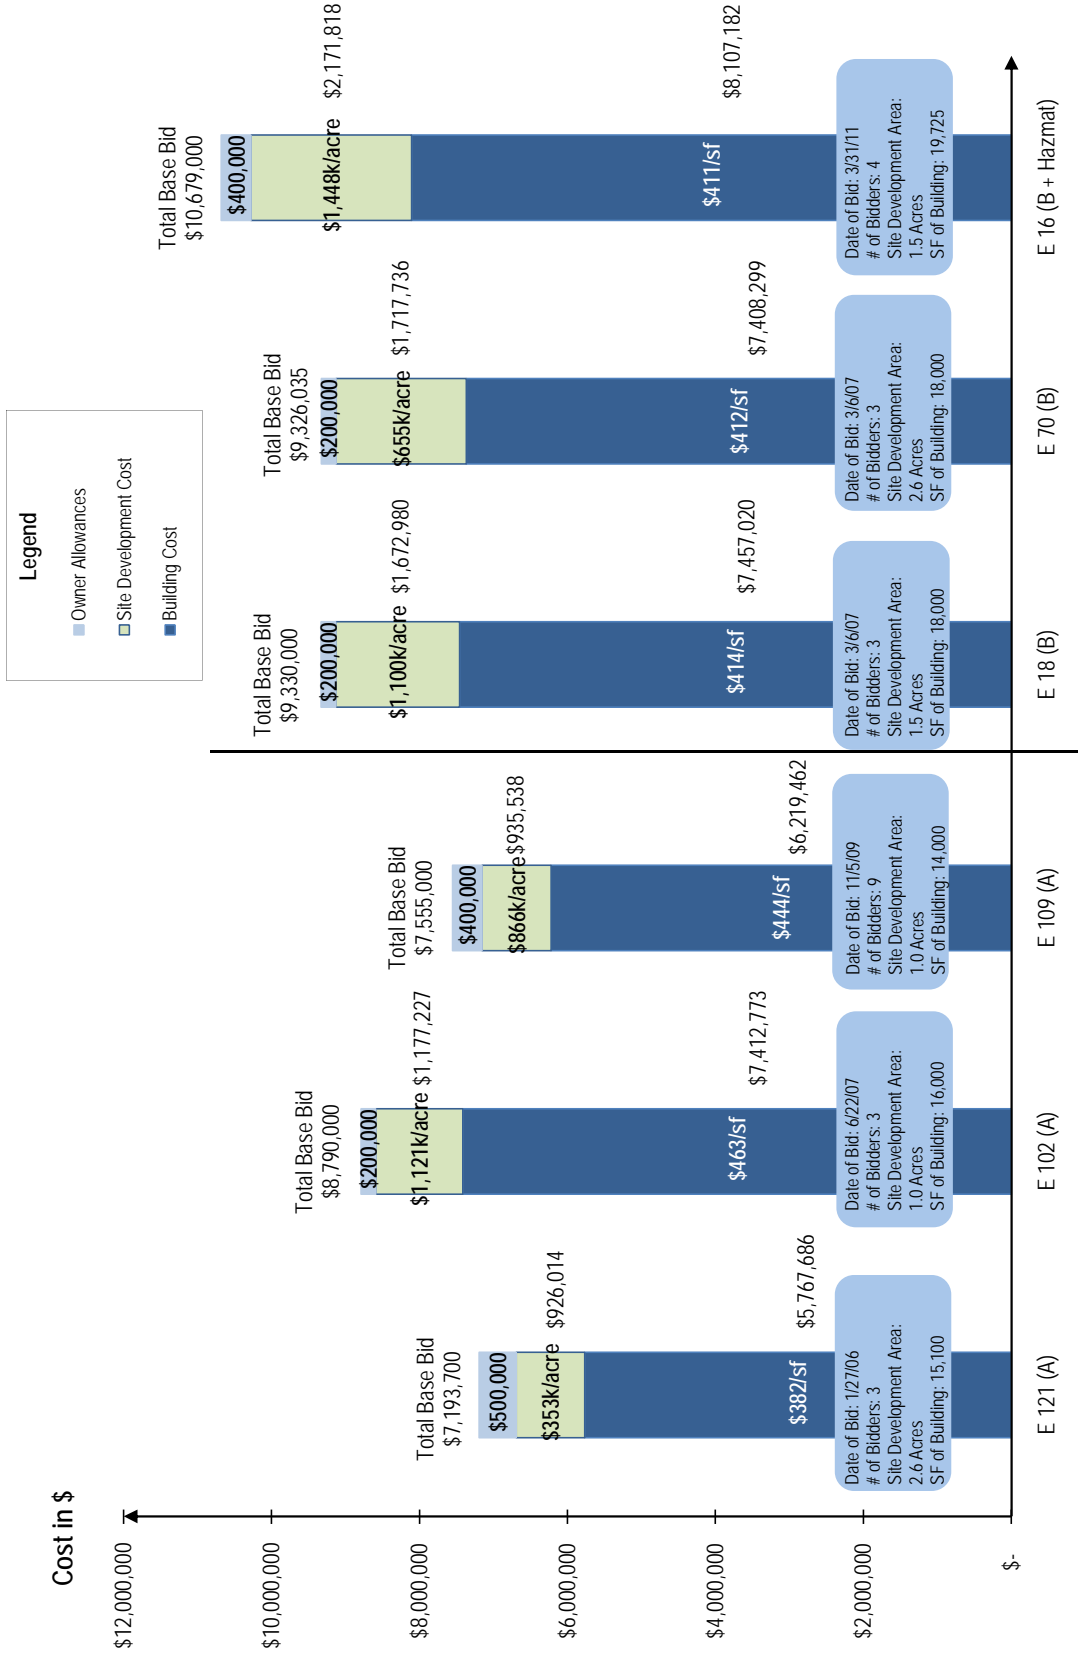 Cost in $
$12,000,000
$10,000,000
$8,000,000
$6,000,000
$4,000,000
$2,000,000
$-
Legend
Owner Allowances
Site Development Cost
Building Cost
Total Base Bid
$7,193,700
$500,000
$353k/acre
$926,014
$382/sf
$5,767,686
Date of Bid: 1/27/06
# of Bidders: 3
Site Development Area:
2.6 Acres
SF of Building: 15,100
E 121 (A)
Total Base Bid
$8,790,000
$200,000
$1,121k/acre
$1,177,227
$463/sf
$7,412,773
Date of Bid: 6/22/07
# of Bidders: 3
Site Development Area:
1.0 Acres
SF of Building: 16,000
E 102 (A)
Total Base Bid
$7,555,000
$400,000
$866k/acre
$935,538
$444/sf
$6,219,462
Date of Bid: 11/5/09
# of Bidders: 9
Site Development Area:
1.0 Acres
SF of Building: 14,000
E 109 (A)
Total Base Bid
$9,330,000
$200,000
$1,100k/acre
$1,672,980
$414/sf
$7,457,020
Date of Bid: 3/6/07
# of Bidders: 3
Site Development Area:
1.5 Acres
SF of Building: 18,000
E 18 (B)
Total Base Bid
$9,326,035
$200,000
$655k/acre
$1,717,736
$412/sf
$7,408,299
Date of Bid: 3/6/07
# of Bidders: 3
Site Development Area:
2.6 Acres
SF of Building: 18,000
E 70 (B)
Total Base Bid
$10,679,000
$400,000
$1,448k/acre
$2,171,818
$411/sf
$8,107,182
Date of Bid: 3/31/11
# of Bidders: 4
Site Development Area:
1.5 Acres
SF of Building: 19,725
E 16 (B + Hazmat)